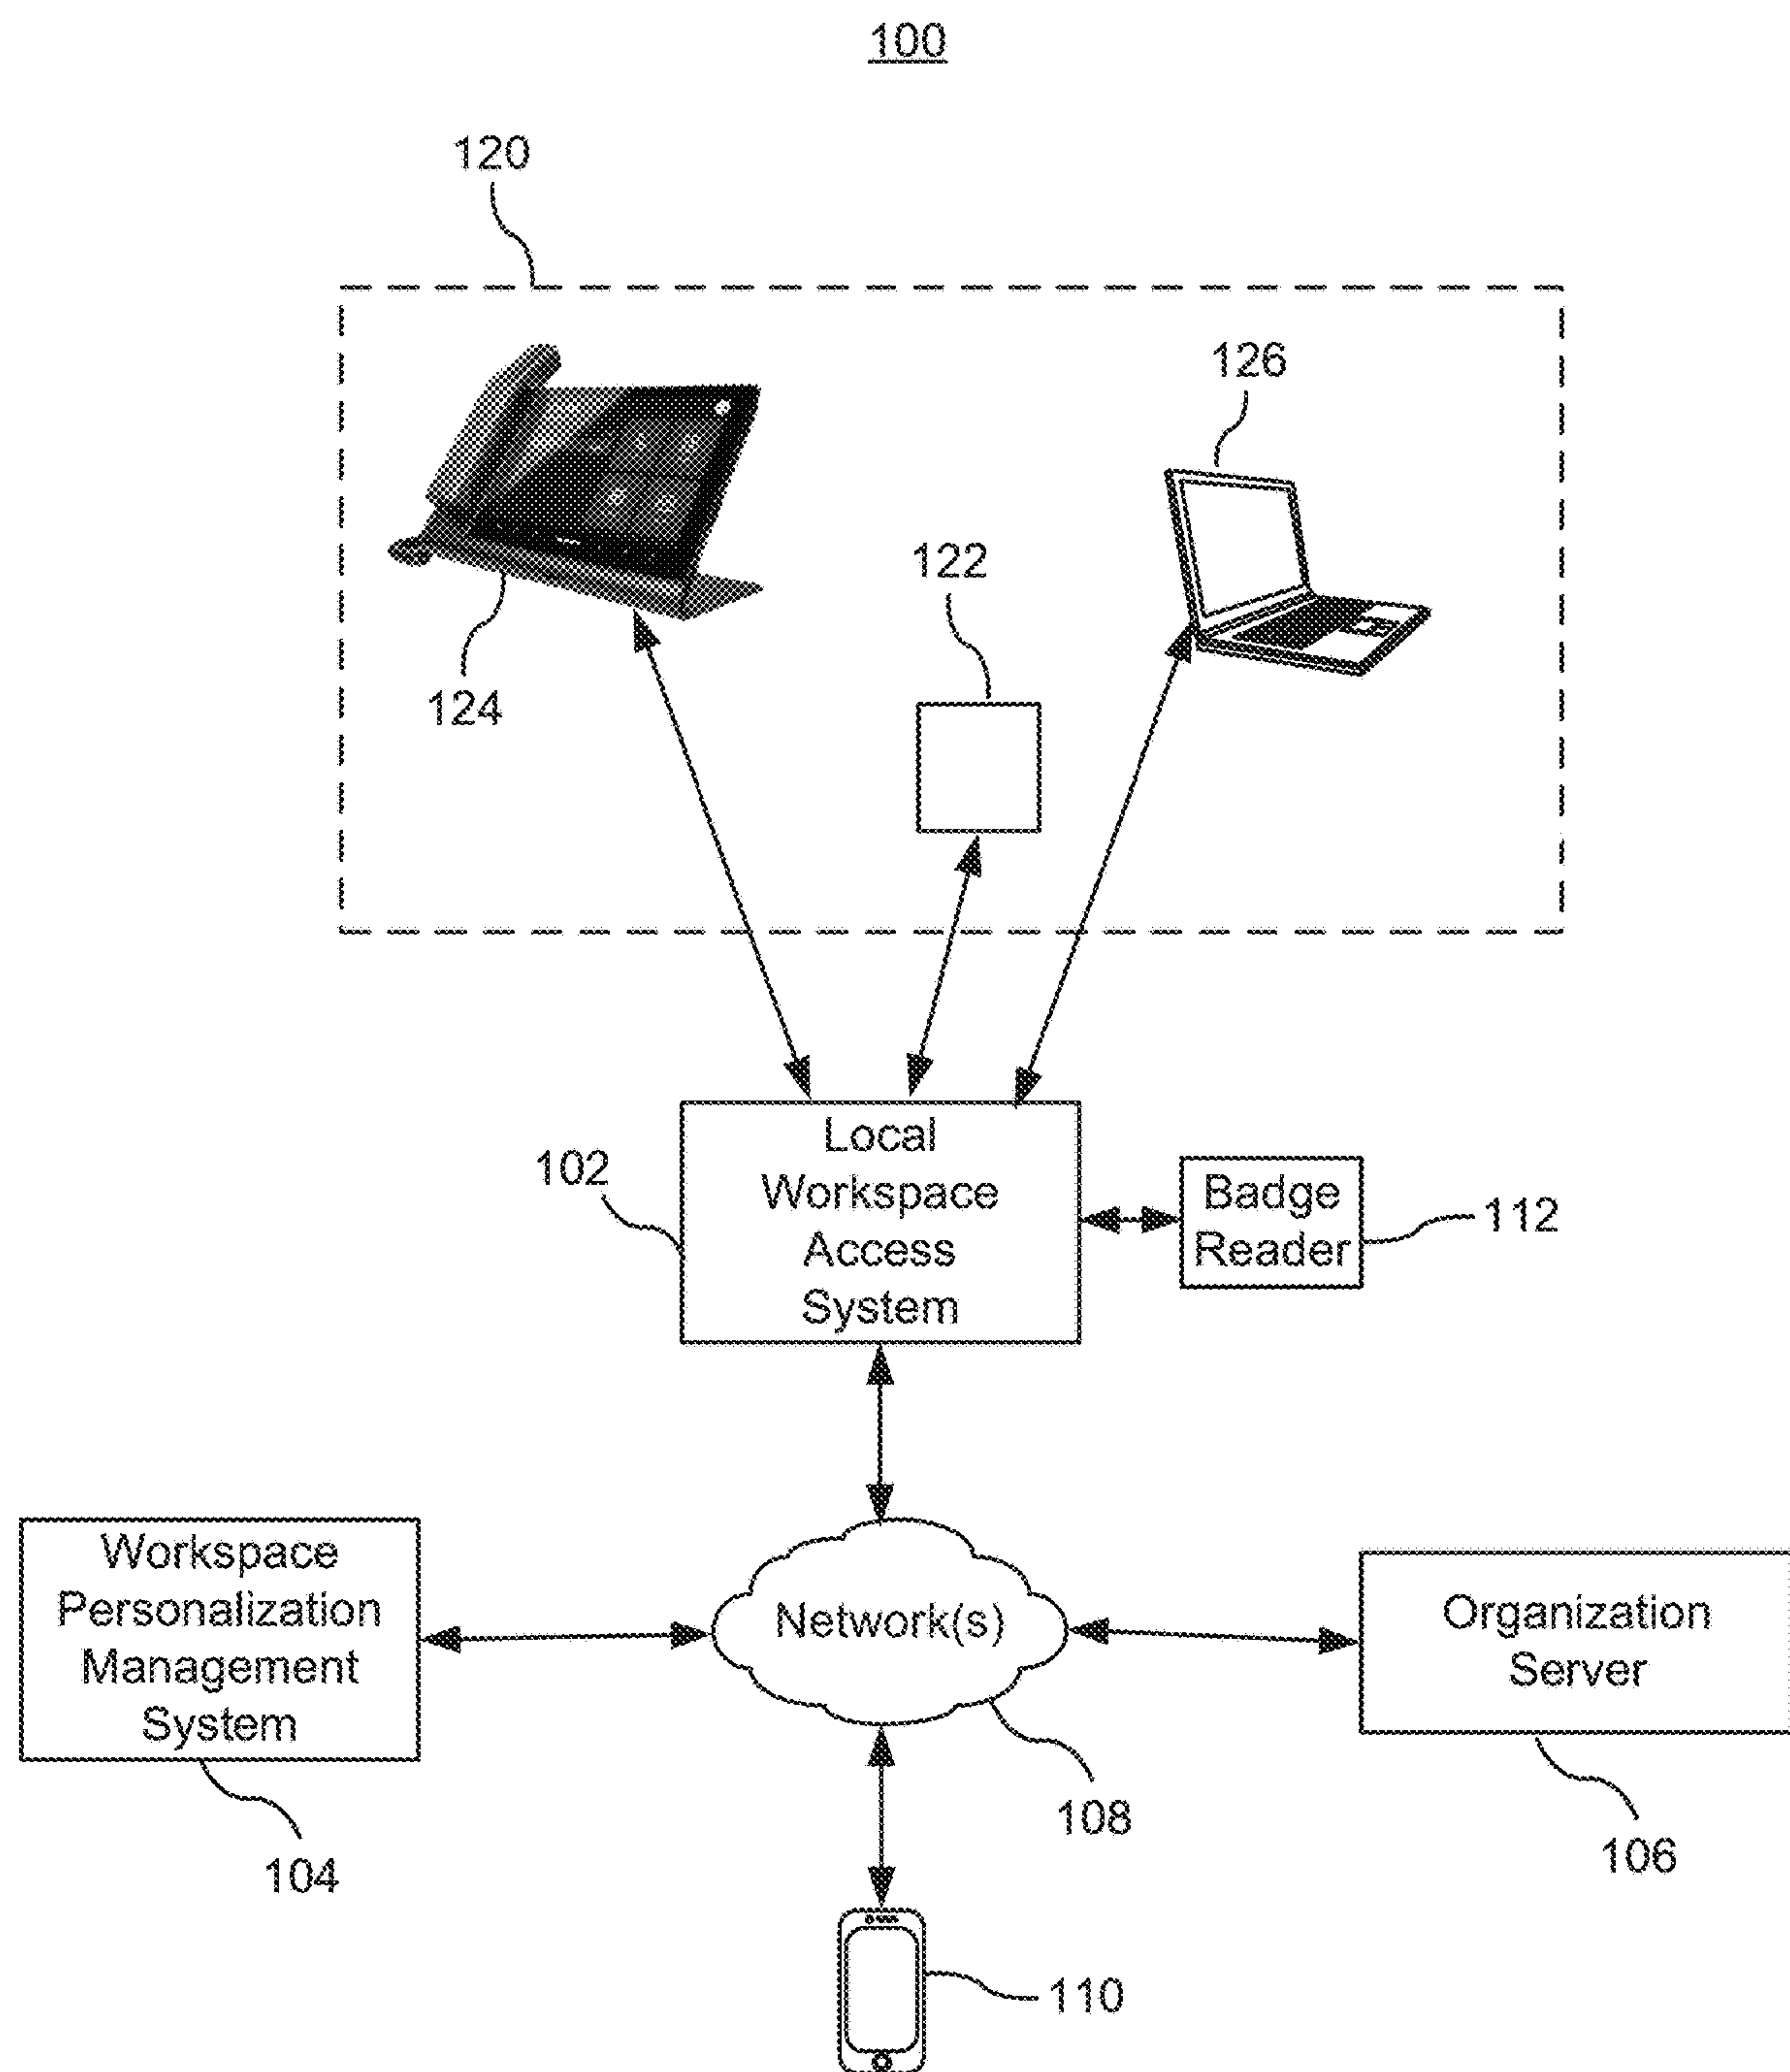 100
120
126
122
124
Local
Workspace
Access
System
102
Badge
Reader
112
Workspace
Personalization
Management
System
Network(s)
Organization
Server
108
104
106
110